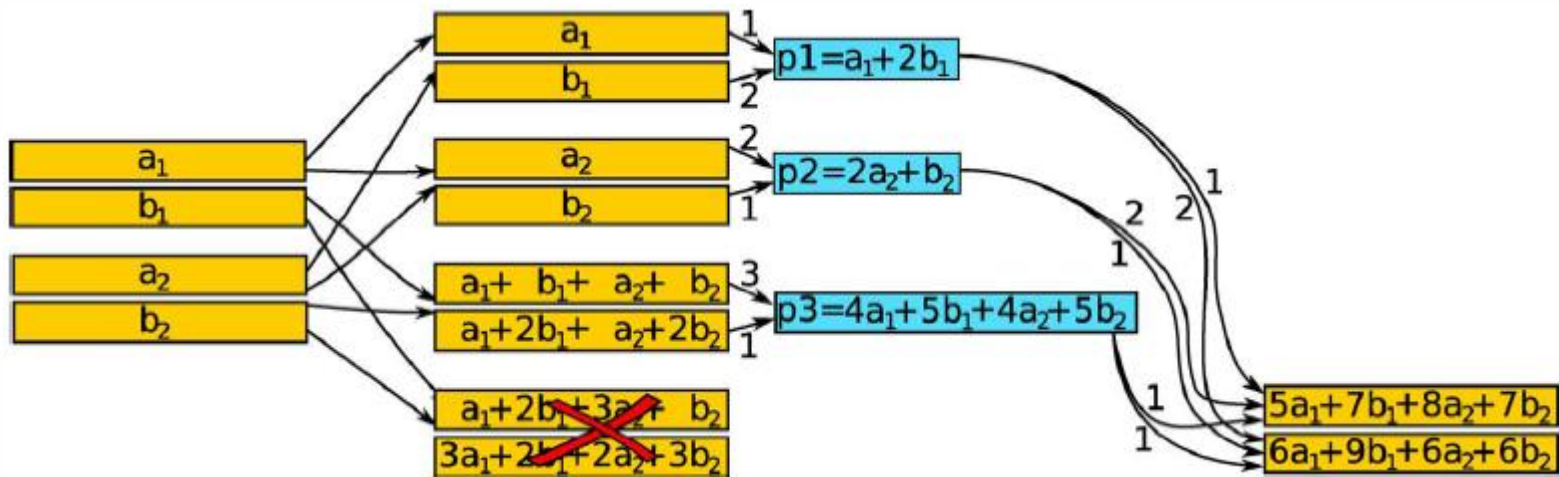 a₁
b₁
a₂
b₂
a₁
b₁
a₂
b₂
a₁+ b₁+ a₂+ b₂
a₁+2b₁+ a₂+2b₂
a₁+2b₁+3a₂+ b₂
3a₁+2b₁+2a₂+3b₂
1
2
2
1
3
1
p1=a₁+2b₁
p2=2a₂+b₂
p3=4a₁+5b₁+4a₂+5b₂
1
2
2
1
1
1
5a₁+7b₁+8a₂+7b₂
6a₁+9b₁+6a₂+6b₂